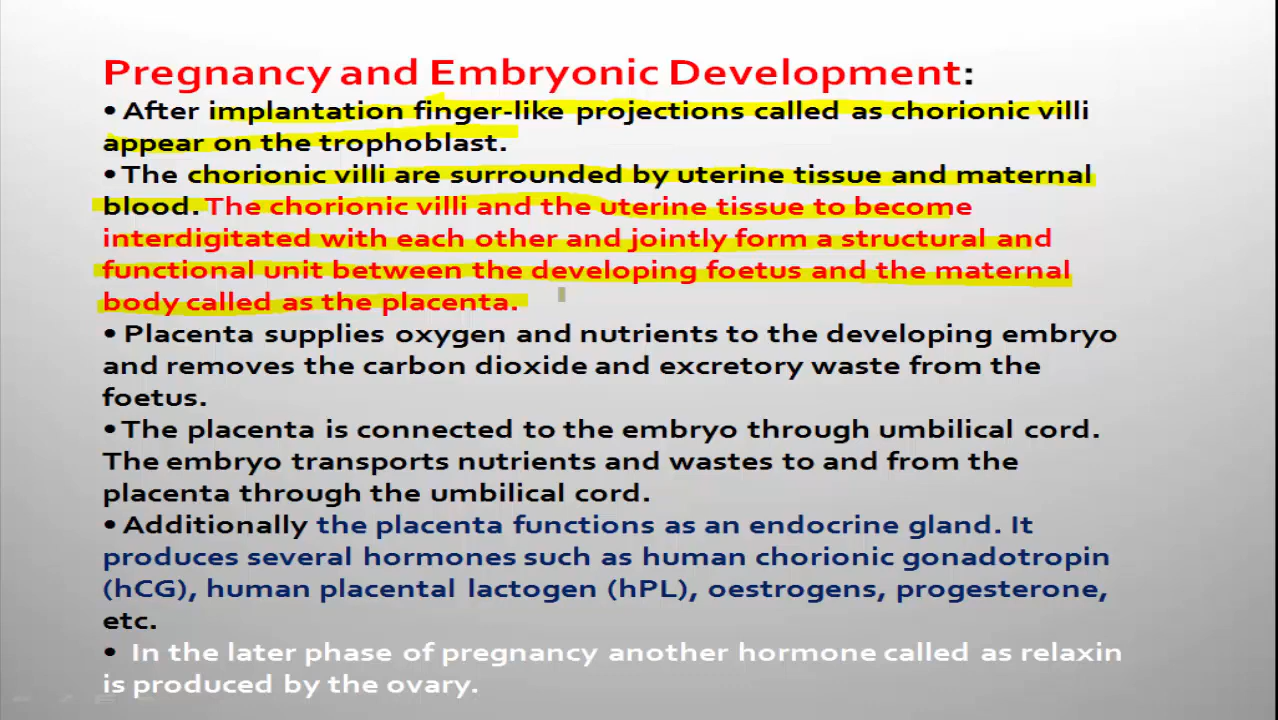 Pregnancy and Embryonic Development:
•After implantation finger-like projections called as chorionic villi
appear on the trophoblast.
•The chorionic villi are surrounded by uterine tissue and maternal
blood. The chorionic villi and the uterine tissue to become
interdigitated with each other and jointly form a structural and
functional unit between the developing foetus and the maternal
body called as the placenta.
• Placenta supplies oxygen and nutrients to the developing embryo
and removes the carbon dioxide and excretory waste from the
foetus.
•The placenta is connected to the embryo through umbilical cord.
The embryo transports nutrients and wastes to and from the
placenta through the umbilical cord.
•Additionally the placenta functions as an endocrine gland. It
produces several hormones such as human chorionic gonadotropin
(hCG), human placental lactogen (hPL), oestrogens, progesterone,
etc.
• In the later phase of pregnancy another hormone called as relaxin
is produced by the ovary.